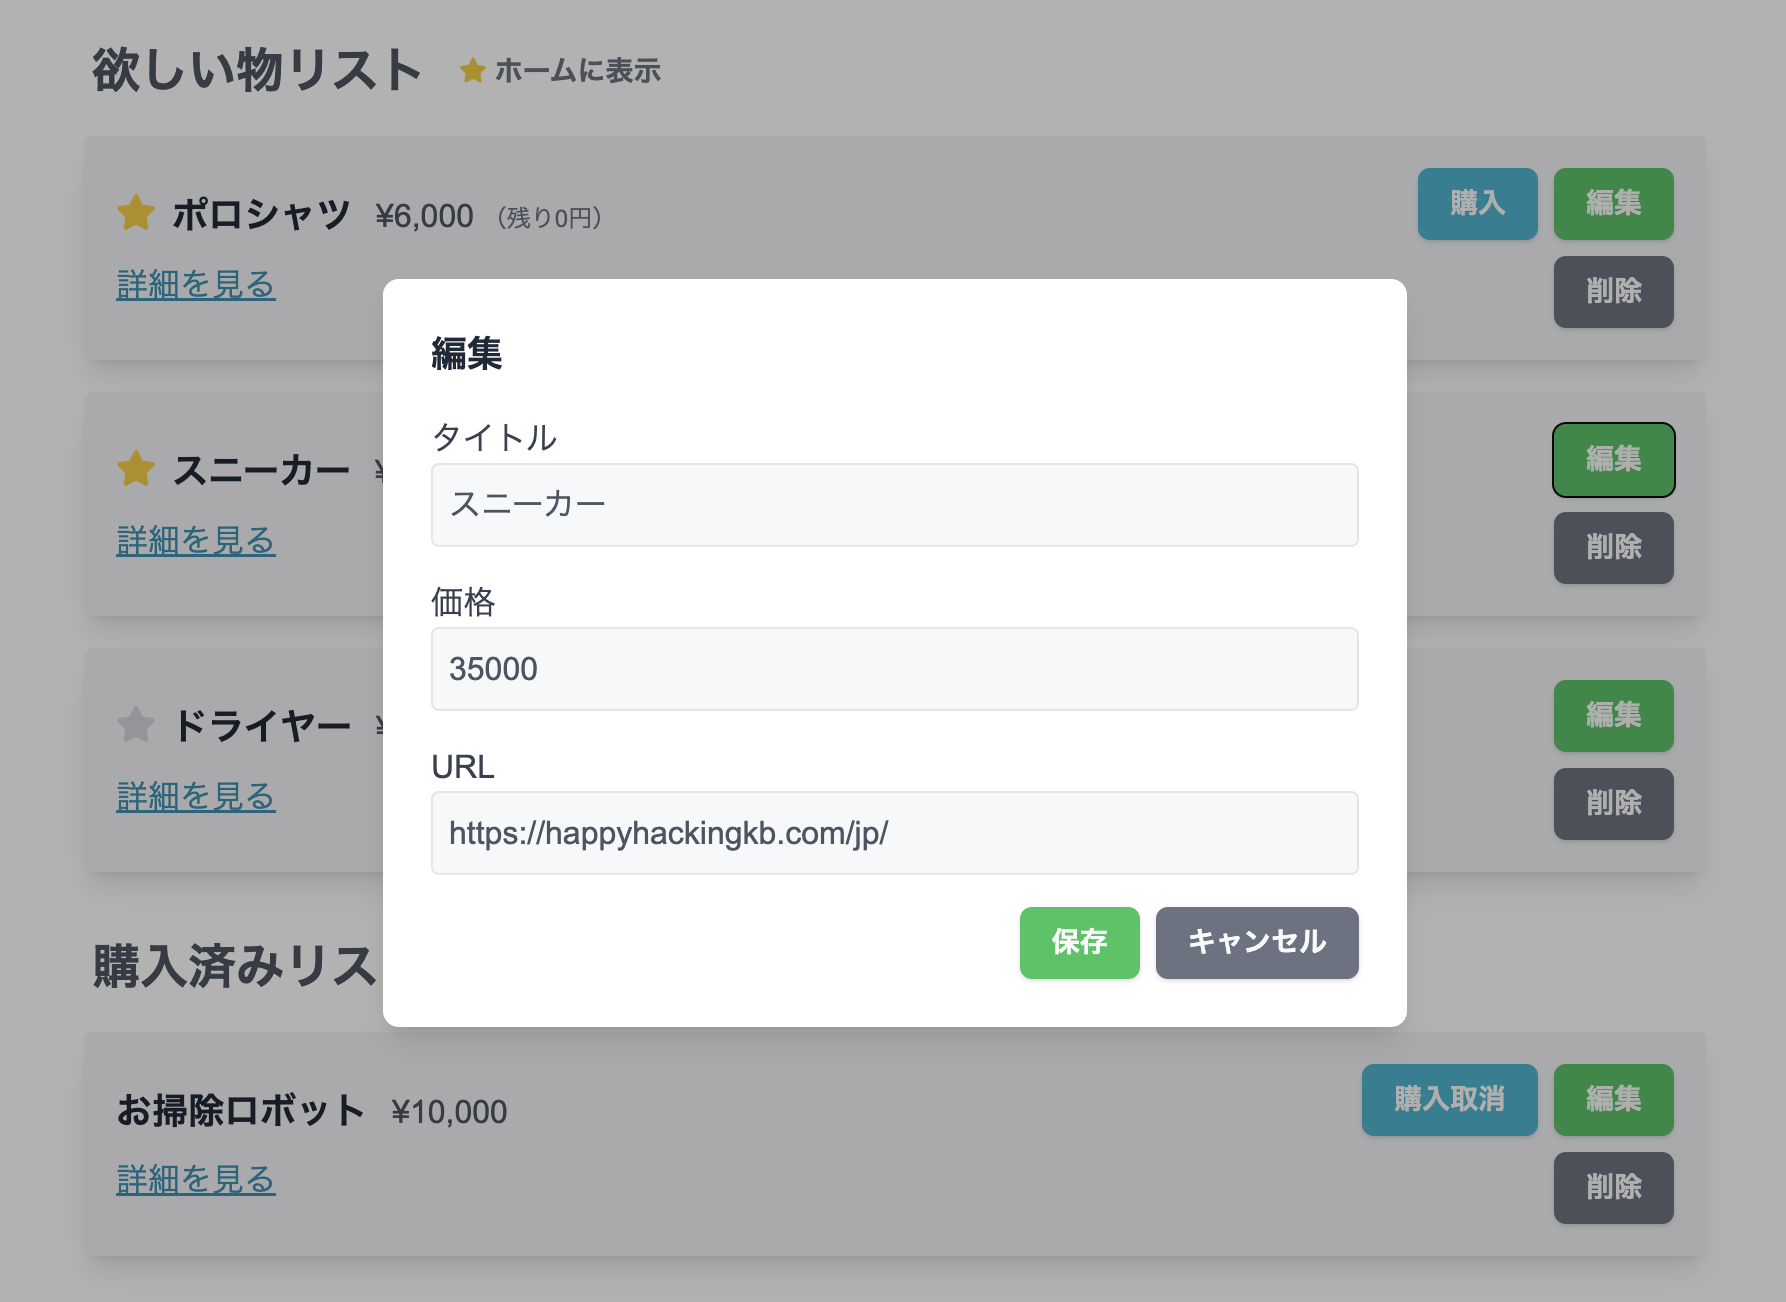 欲しい物リスト ホームに表示
ポロシャツ ¥6,000 （残り0円）
購入 編集
詳細を見る
削除
スニーカー
編集
詳細を見る
削除
ドライヤー
編集
詳細を見る
削除
編集
タイトル
スニーカー
価格
35000
URL
https://happyhackingkb.com/jp/
保存 キャンセル
購入済みリス
お掃除ロボット ¥10,000
購入取消 編集
詳細を見る
削除